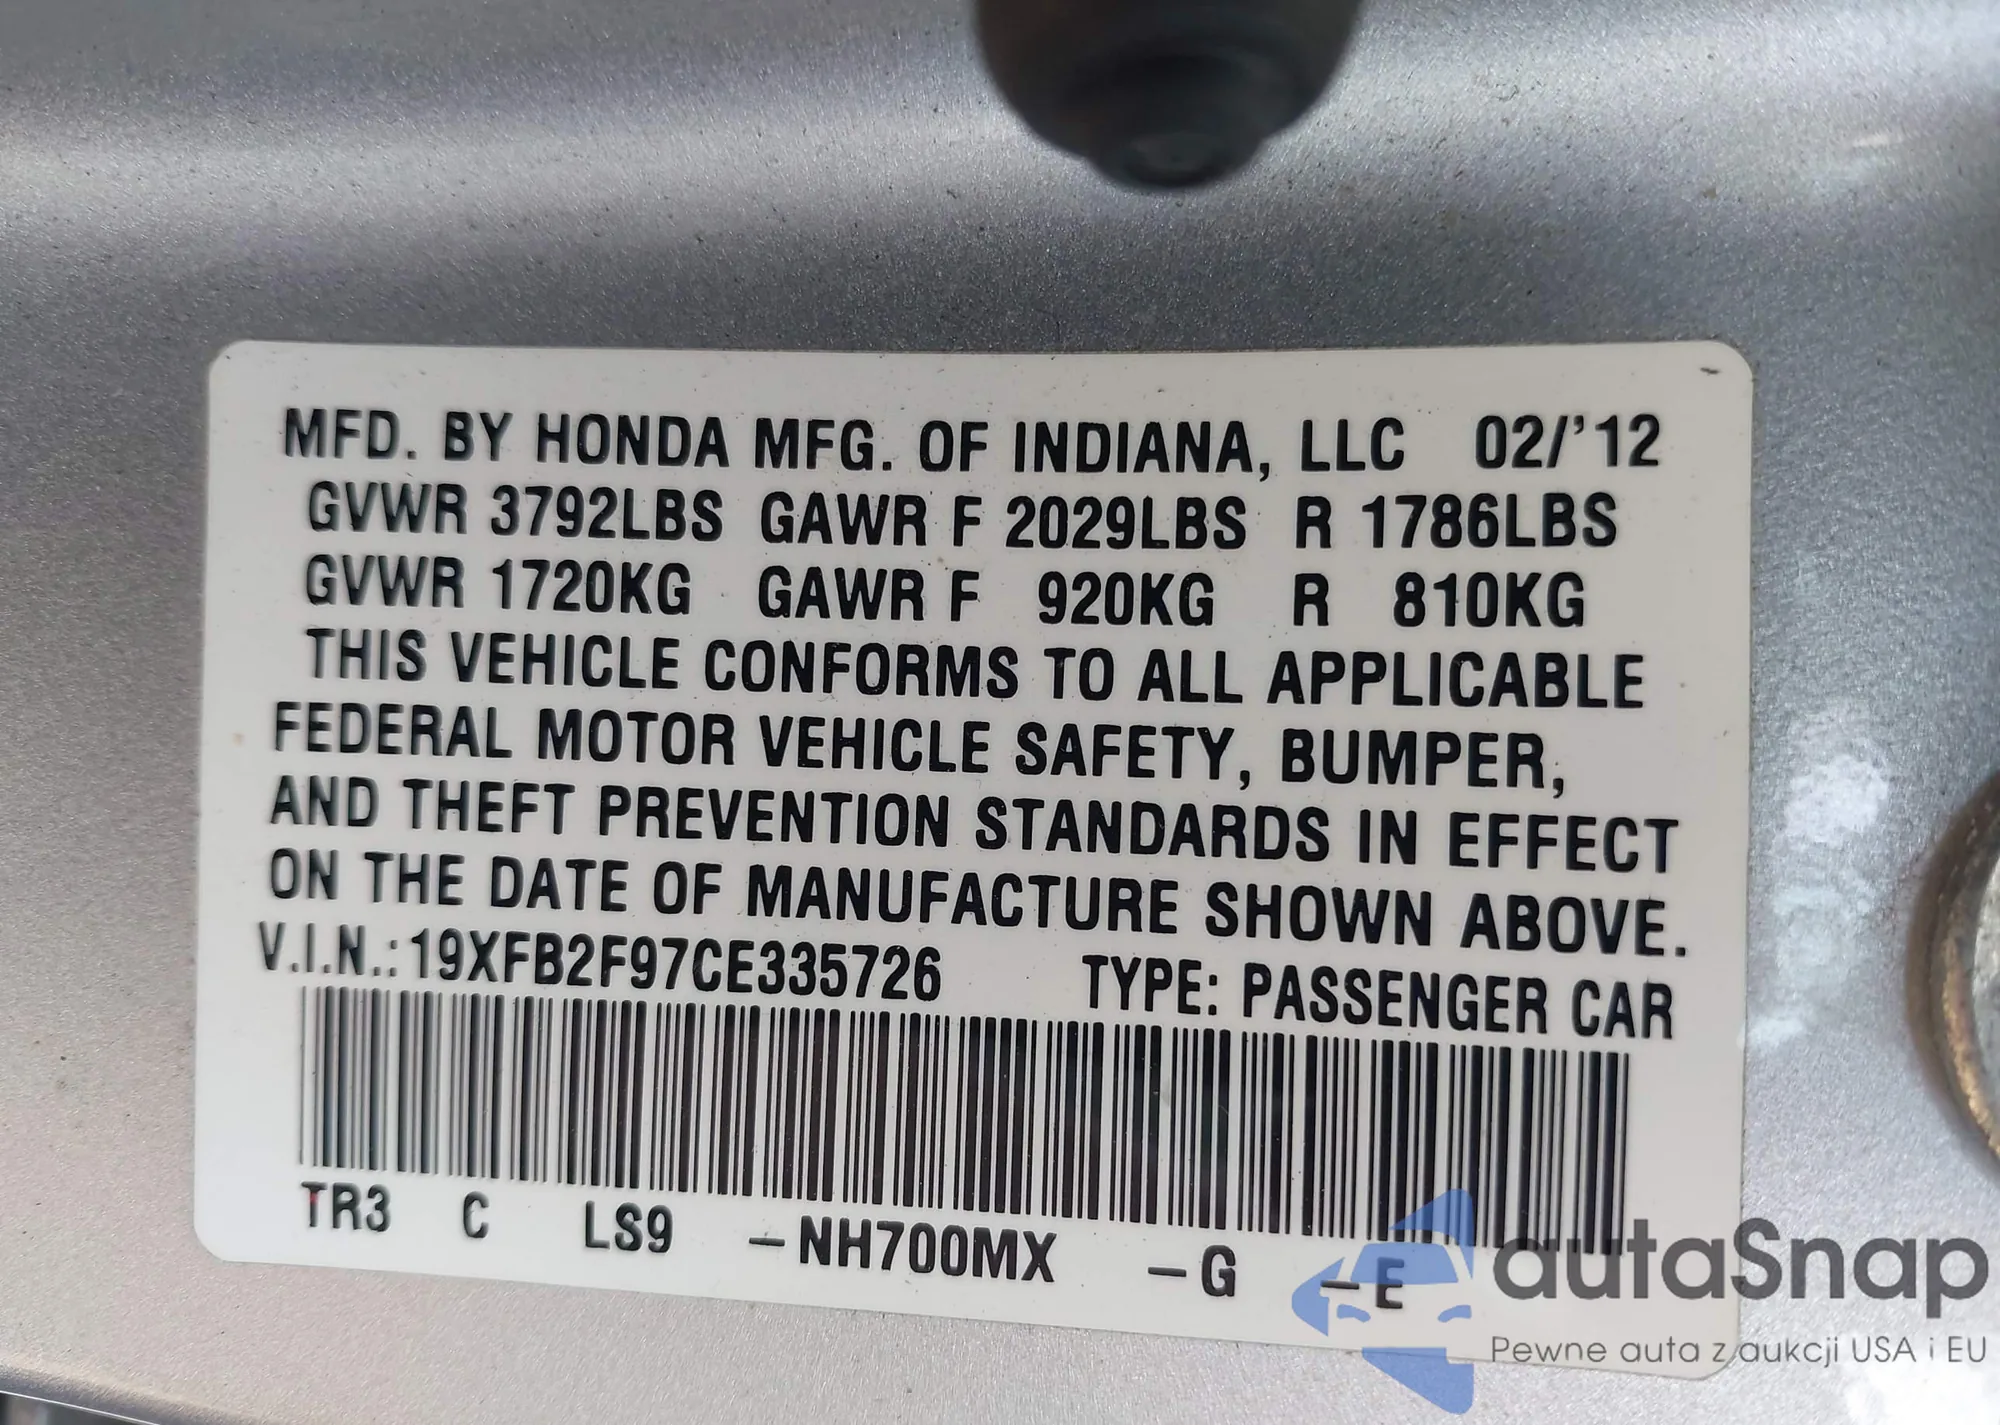 MFD. BY HONDA MFG. OF INDIANA, LLC 02/'12
GVWR 3792LBS GAWR F 2029LBS R 1786LBS
GVWR 1720KG GAWR F 920KG R 810KG
THIS VEHICLE CONFORMS TO ALL APPLICABLE
FEDERAL MOTOR VEHICLE SAFETY, BUMPER,
AND THEFT PREVENTION STANDARDS IN EFFECT
ON THE DATE OF MANUFACTURE SHOWN ABOVE.
V.I.N.: 19XFB2F97CE335726 TYPE: PASSENGER CAR
TR3 C LS9 –NH700MX –G –E
autaSnap
Pewne auta z aukcji USA i EU